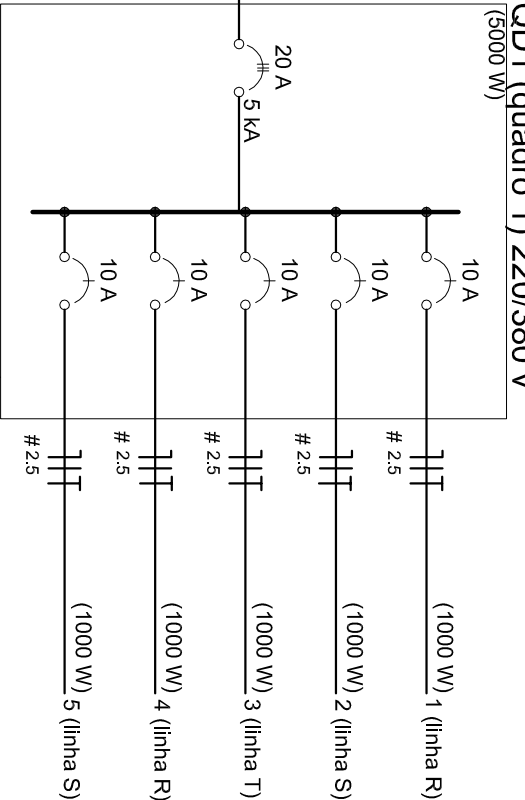 QD1 (quadro 1) 220/380 V
(5000 W)
20 A
5 kA
10 A
# 2.5
(1000 W)
1 (linha R)
10 A
# 2.5
(1000 W)
2 (linha S)
10 A
# 2.5
(1000 W)
3 (linha T)
10 A
# 2.5
(1000 W)
4 (linha R)
10 A
# 2.5
(1000 W)
5 (linha S)